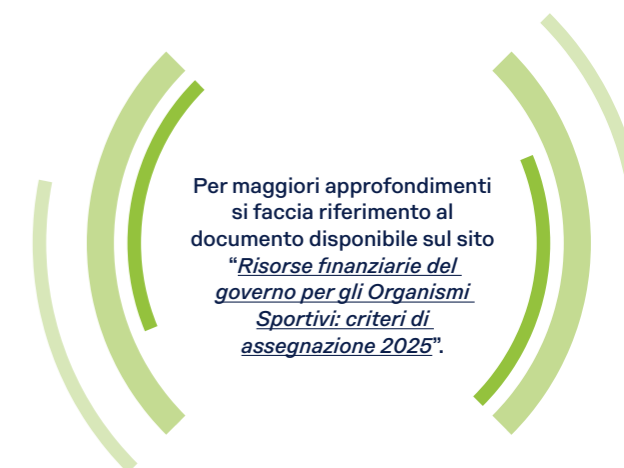 Per maggiori approfondimenti
si faccia riferimento al
documento disponibile sul sito
“Risorse finanziarie del
governo per gli Organismi
Sportivi: criteri di
assegnazione 2025”.